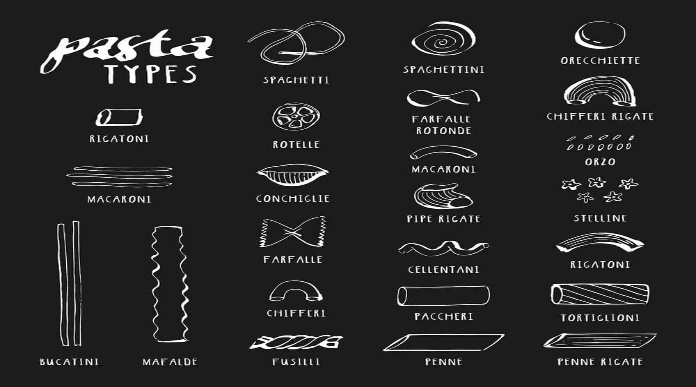 pasta
TYPES
RIGATONI
MACARONI
BUCATINI
MAFALDE
SPAGHETTI
ROTELLE
CONCHIGLIE
FARFALLE
CHIFFERI
FUSILLI
SPAGHETTINI
FARFALLE
ROTONDE
MACARONI
PIPE RIGATE
CELLENTANI
PACCHERI
PENNE
ORECCHIETTE
CHIFFERI RIGATE
ORZO
STELLINE
RIGATONI
TORTIGLIONI
PENNE RIGATE